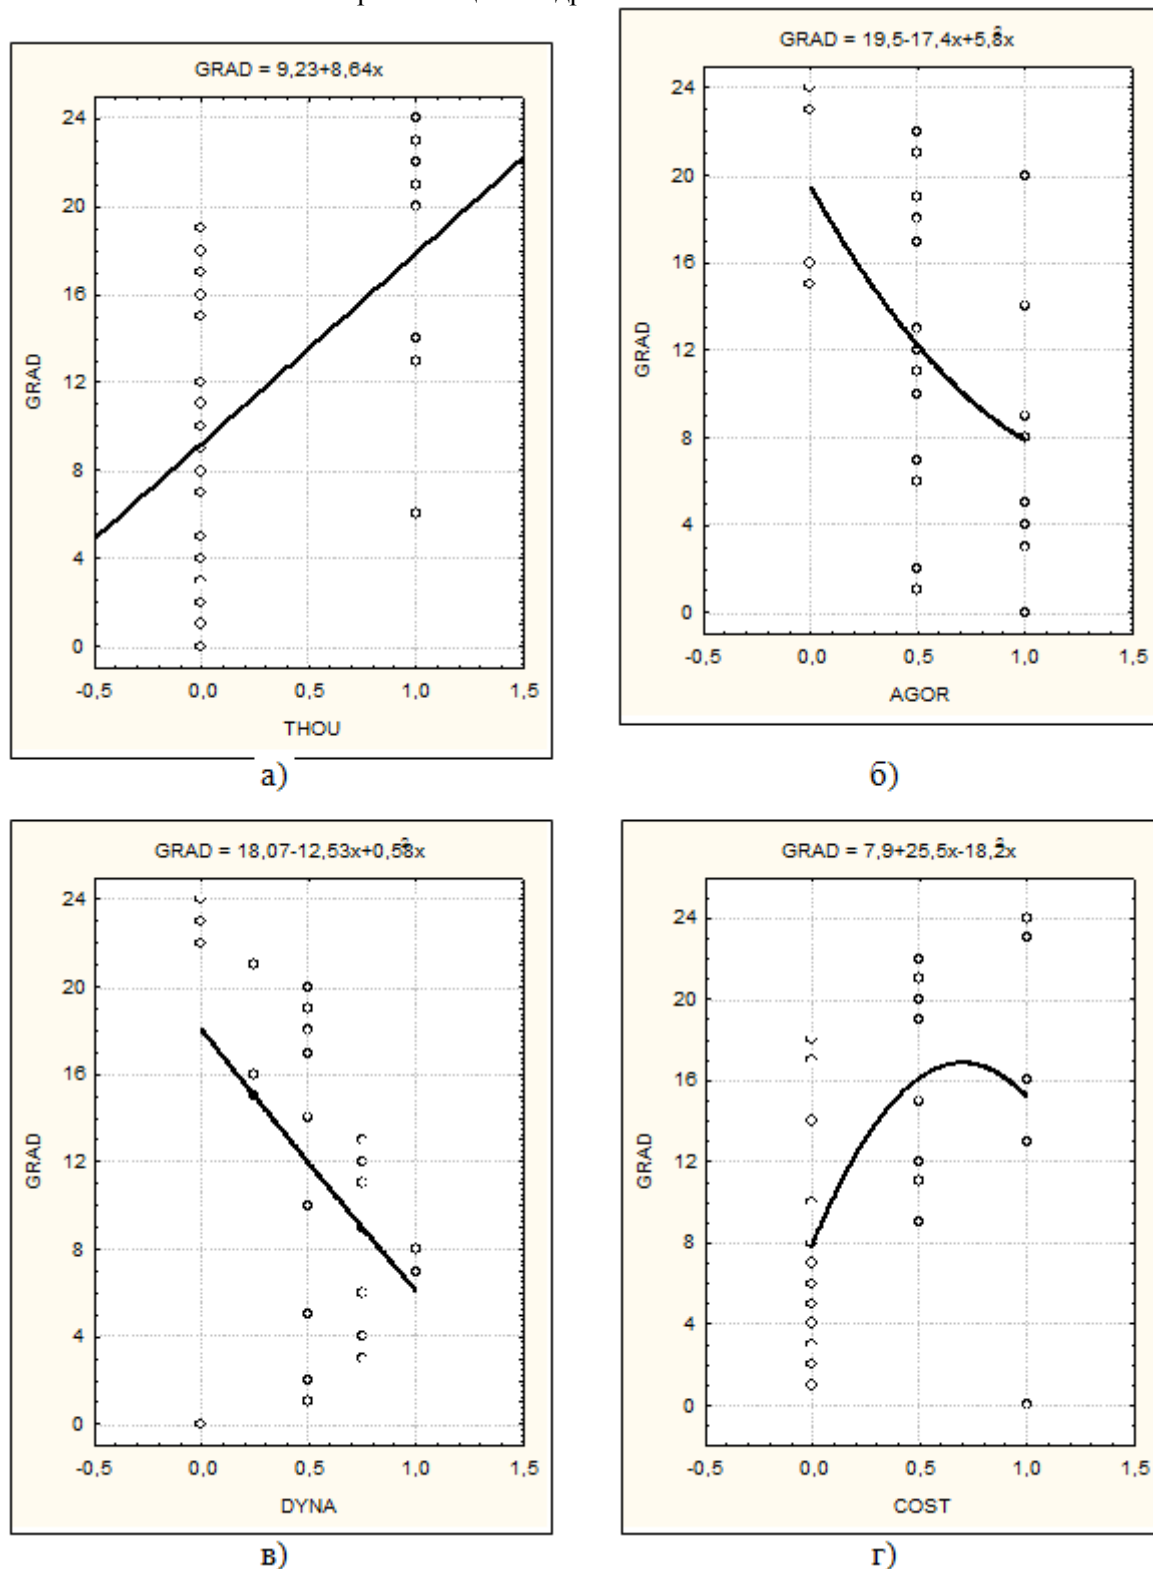 GRAD = 9,23+8,64x
24
20
16
12
8
4
0
GRAD
-0,5 0,0 0,5 1,0 1,5
THOU
а)
GRAD = 19,5-17,4x+5,8x²
24
20
16
12
8
4
0
GRAD
-0,5 0,0 0,5 1,0 1,5
AGOR
б)
GRAD = 18,07-12,53x+0,58x²
24
20
16
12
8
4
0
GRAD
-0,5 0,0 0,5 1,0 1,5
DYNA
в)
GRAD = 7,9+25,5x-18,2x²
24
20
16
12
8
4
0
GRAD
-0,5 0,0 0,5 1,0 1,5
COST
г)